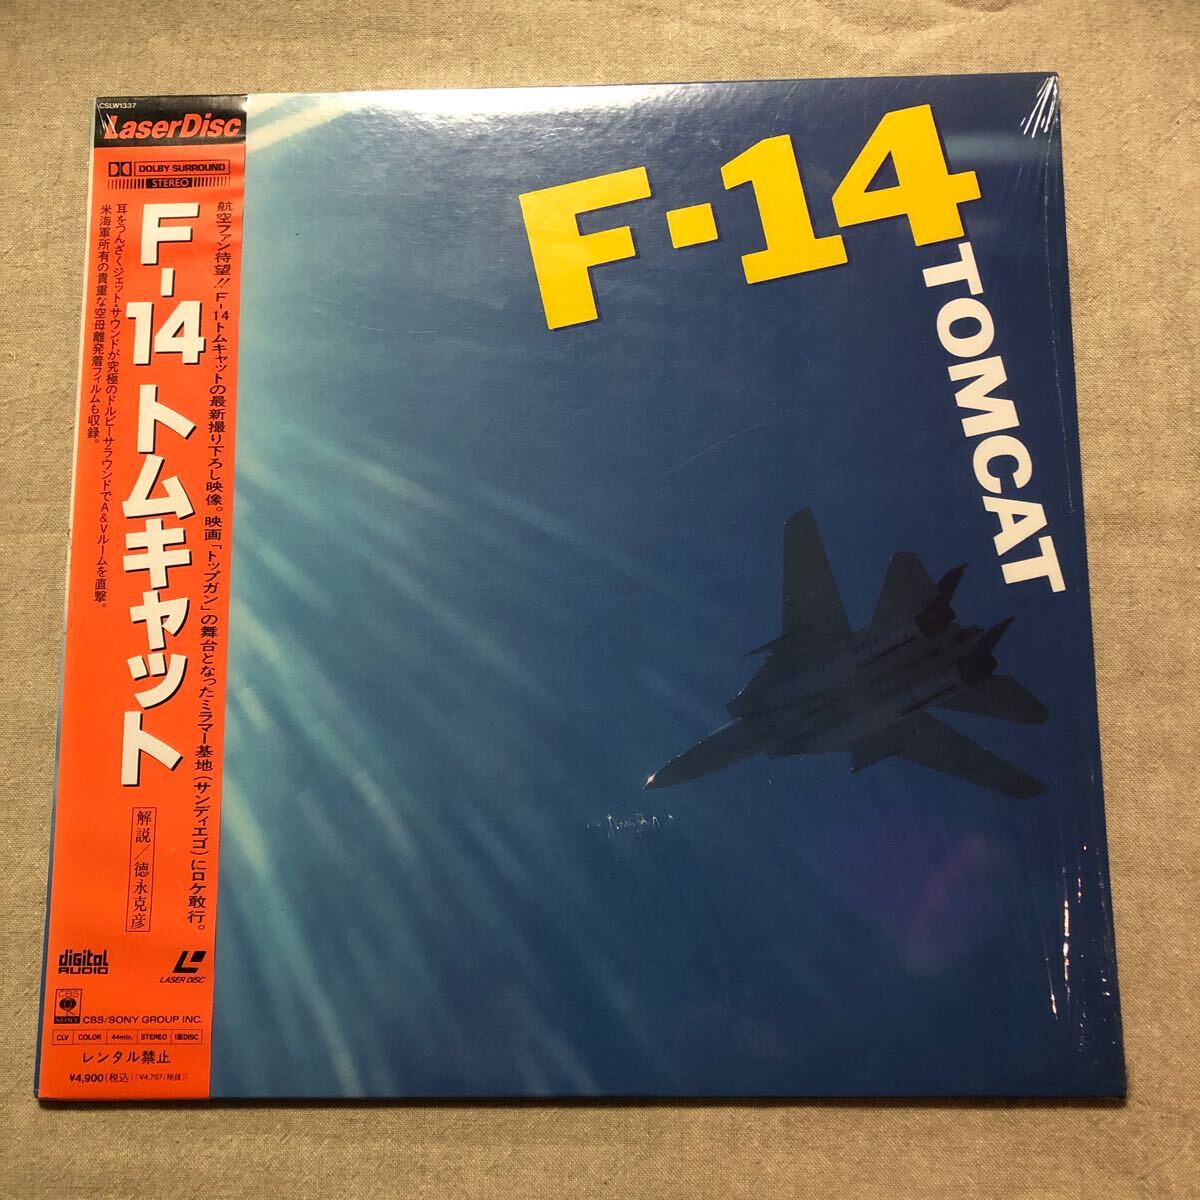 CSLW1337
LaserDisc
DOLBY SURROUND
STEREO
F-14 トムキャット
航空ファン待望!! F-14トムキャットの最新撮り下ろし映像。映画「トップガン」の舞台となったミラマー基地(サンディエゴ)にロケ敢行。
耳をつんざくジェット・サウンドが究極のドルビーサラウンドでA&Vルームを直撃。
米海軍所有の貴重な空母離発着フィルムも収録。
解説/徳永克彦
digital AUDIO
LASER DISC
CBS
SONY
CBS/SONY GROUP INC.
CLV COLOR 44min. STEREO 1面DISC
レンタル禁止
¥4,900(税込)(¥4,757(税抜))
F-14
TOMCAT